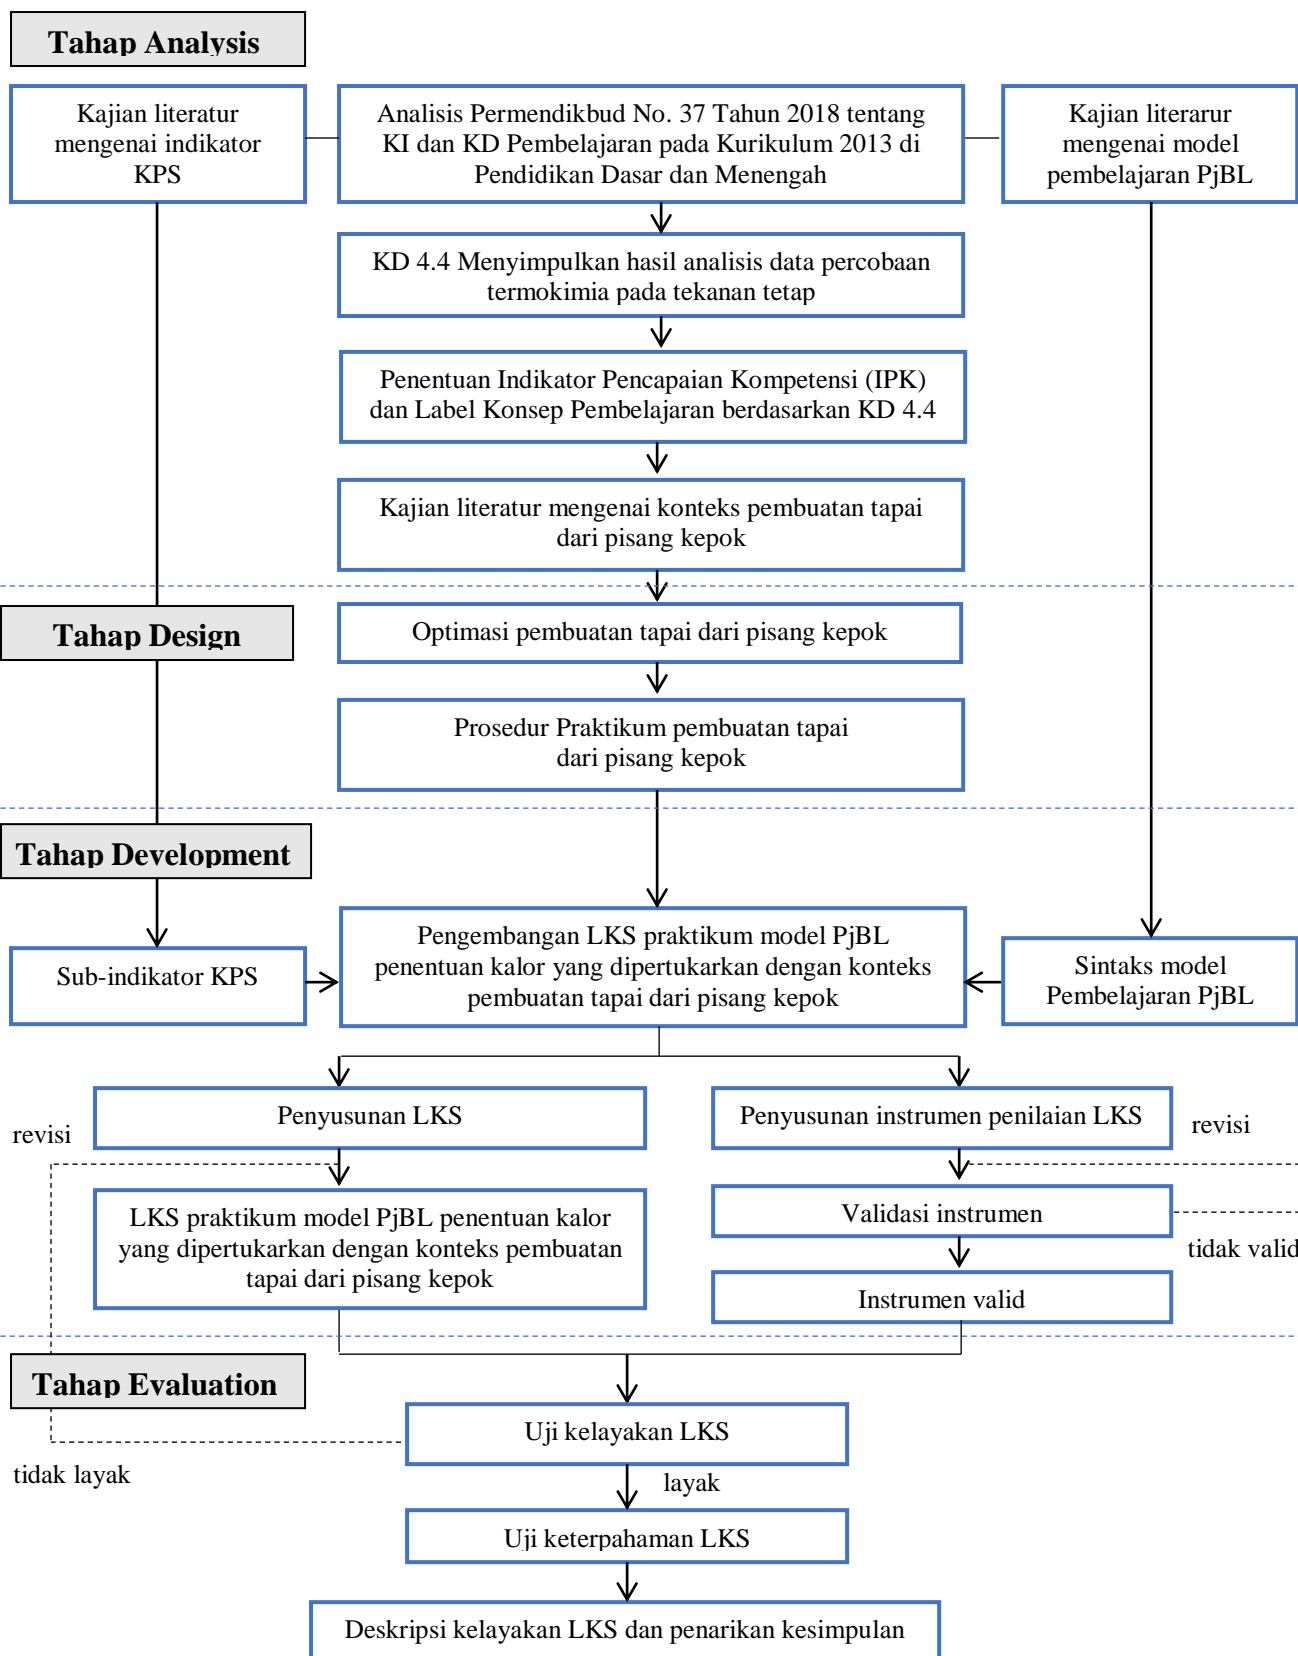 Tahap Analysis
Kajian literatur
mengenai indikator
KPS
Analisis Permendikbud No. 37 Tahun 2018 tentang
KI dan KD Pembelajaran pada Kurikulum 2013 di
Pendidikan Dasar dan Menengah
Kajian literarur
mengenai model
pembelajaran PjBL
KD 4.4 Menyimpulkan hasil analisis data percobaan
termokimia pada tekanan tetap
Penentuan Indikator Pencapaian Kompetensi (IPK)
dan Label Konsep Pembelajaran berdasarkan KD 4.4
Kajian literatur mengenai konteks pembuatan tapai
dari pisang kepok
Tahap Design
Optimasi pembuatan tapai dari pisang kepok
Prosedur Praktikum pembuatan tapai
dari pisang kepok
Tahap Development
Sub-indikator KPS
Pengembangan LKS praktikum model PjBL
penentuan kalor yang dipertukarkan dengan konteks
pembuatan tapai dari pisang kepok
Sintaks model
Pembelajaran PjBL
Penyusunan LKS
Penyusunan instrumen penilaian LKS
revisi
revisi
LKS praktikum model PjBL penentuan kalor
yang dipertukarkan dengan konteks pembuatan
tapai dari pisang kepok
Validasi instrumen
tidak valid
Instrumen valid
Tahap Evaluation
Uji kelayakan LKS
tidak layak
layak
Uji keterpahaman LKS
Deskripsi kelayakan LKS dan penarikan kesimpulan